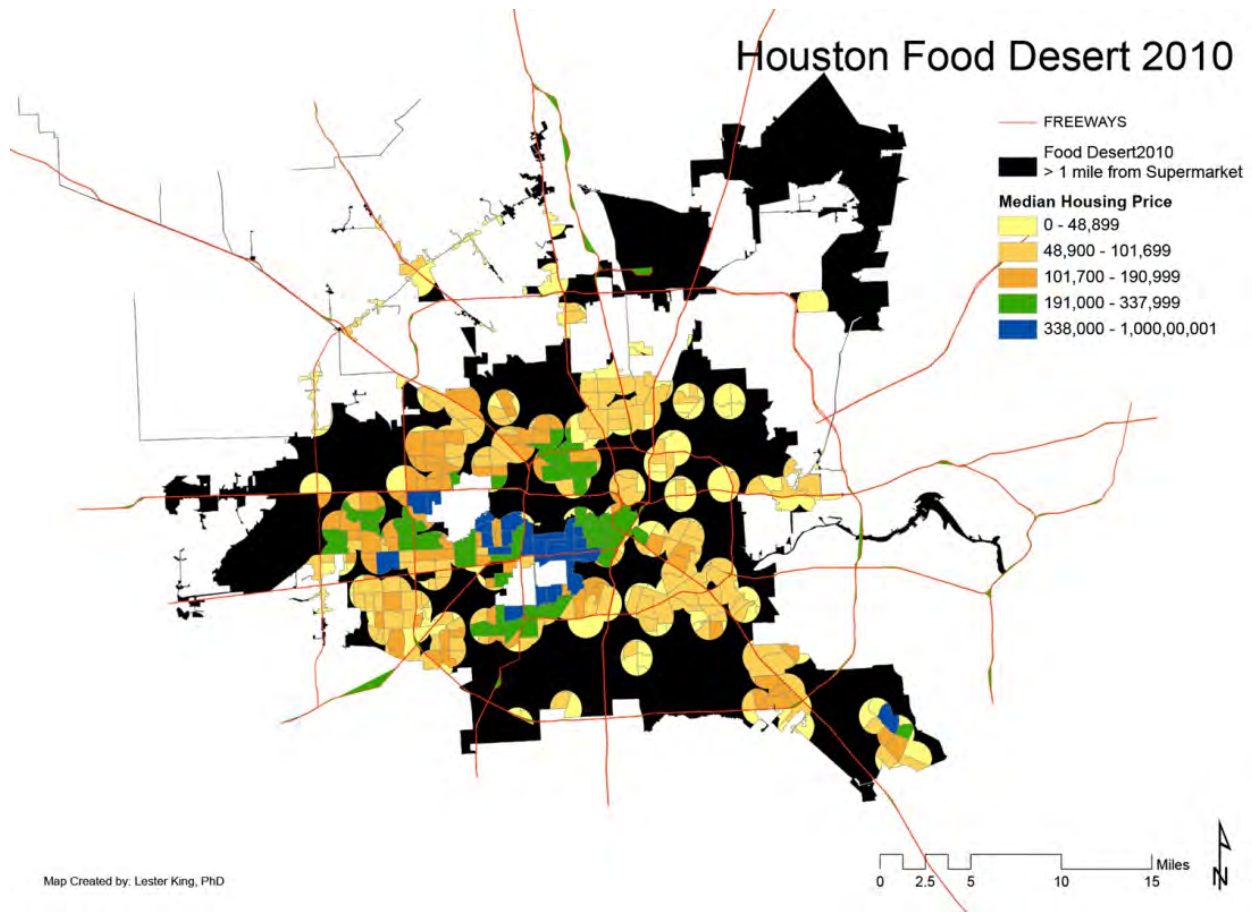 Houston Food Desert 2010
FREEWAYS
Food Desert2010
> 1 mile from Supermarket
Median Housing Price
0 - 48,899
48,900 - 101,699
101,700 - 190,999
191,000 - 337,999
338,000 - 1,000,00,001
Miles
0 2.5 5 10 15
N
Map Created by: Lester King, PhD